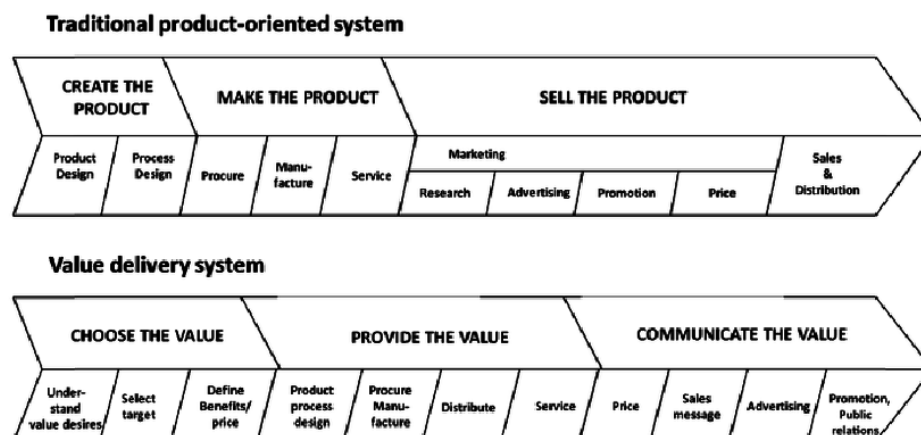 Traditional product-oriented system
CREATE THE
PRODUCT
MAKE THE PRODUCT
SELL THE PRODUCT
Product
Design
Process
Design
Procure
Manu-
facture
Service
Marketing
Research
Advertising
Promotion
Price
Sales
&
Distribution
Value delivery system
CHOOSE THE VALUE
PROVIDE THE VALUE
COMMUNICATE THE VALUE
Under-
stand
value desires
Select
target
Define
Benefits/
price
Product
process
design
Procure
Manu-
facture
Distribute
Service
Price
Sales
message
Advertising
Promotion,
Public
relations